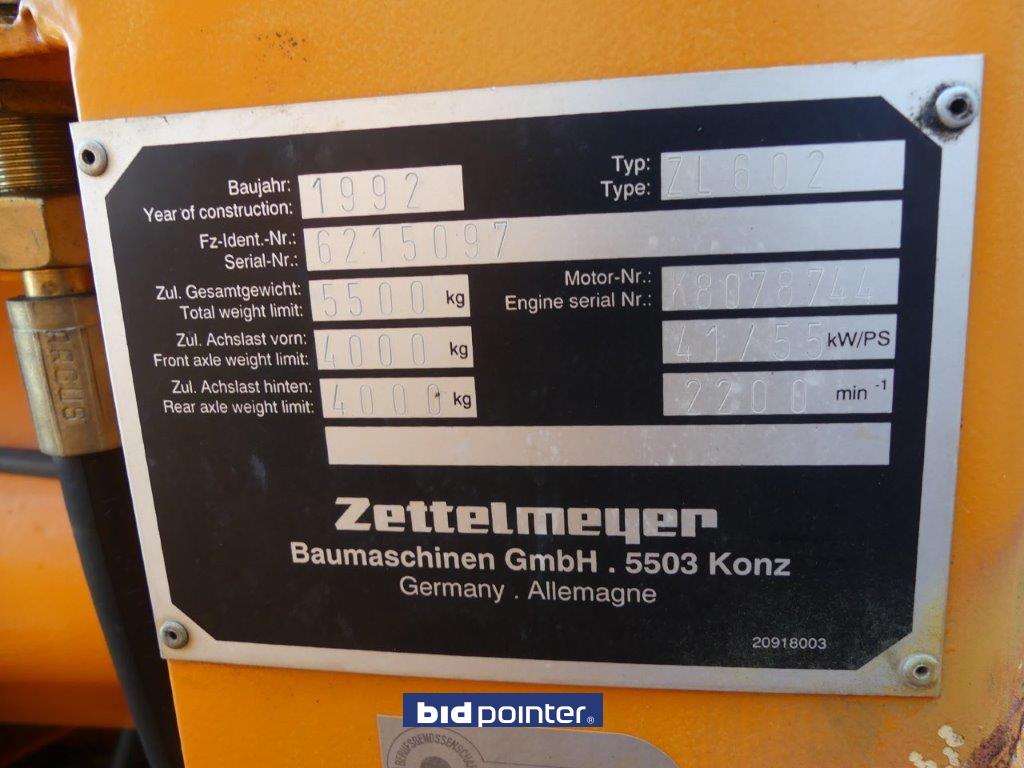 Baujahr: 1992
Year of construction:
Typ: ZL602
Type:
Fz-Ident.-Nr.: 6215097
Serial-Nr.:
Zul. Gesamtgewicht: 5500 kg
Total weight limit:
Motor-Nr.: K8078744
Engine serial Nr.:
Zul. Achslast vorn: 4000 kg
Front axle weight limit:
41/55 kW/PS
Zul. Achslast hinten: 4000 kg
Rear axle weight limit:
2200 min -1
Zettelmeyer
Baumaschinen GmbH . 5503 Konz
Germany . Allemagne
20918003
ARGUS
bidpointer®
BERUFSGENOSSENSCHAF